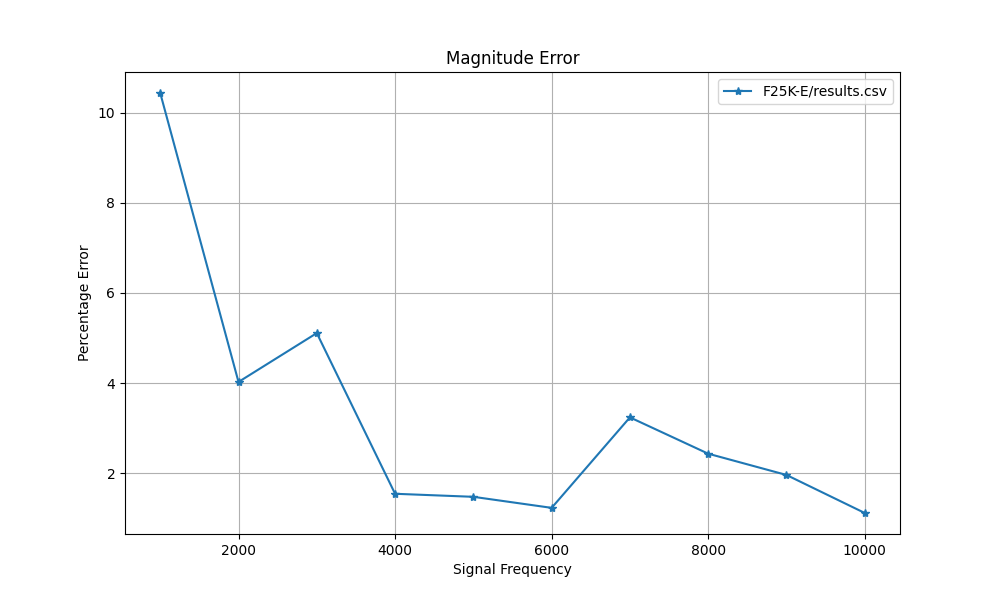 Magnitude Error
F25K-E/results.csv
Percentage Error
10
8
6
4
2
2000 4000 6000 8000 10000
Signal Frequency